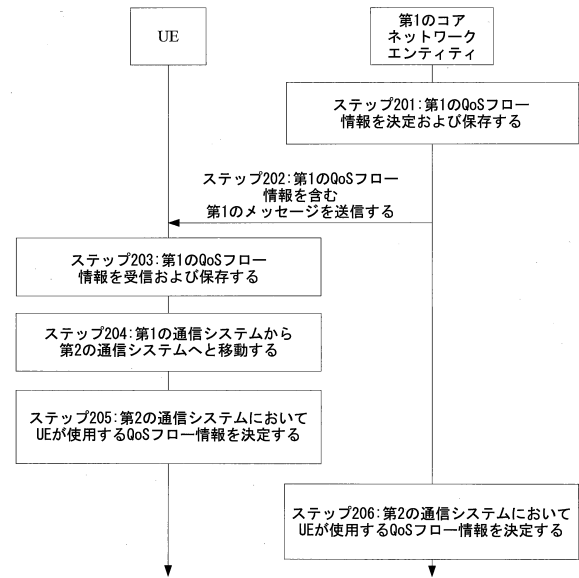 UE
第1のコア
ネットワーク
エンティティ
ステップ201:第1のQoSフロー
情報を決定および保存する
ステップ202:第1のQoSフロー
情報を含む
第1のメッセージを送信する
ステップ203:第1のQoSフロー
情報を受信および保存する
ステップ204:第1の通信システムから
第2の通信システムへと移動する
ステップ205:第2の通信システムにおいて
UEが使用するQoSフロー情報を決定する
ステップ206:第2の通信システムにおいて
UEが使用するQoSフロー情報を決定する